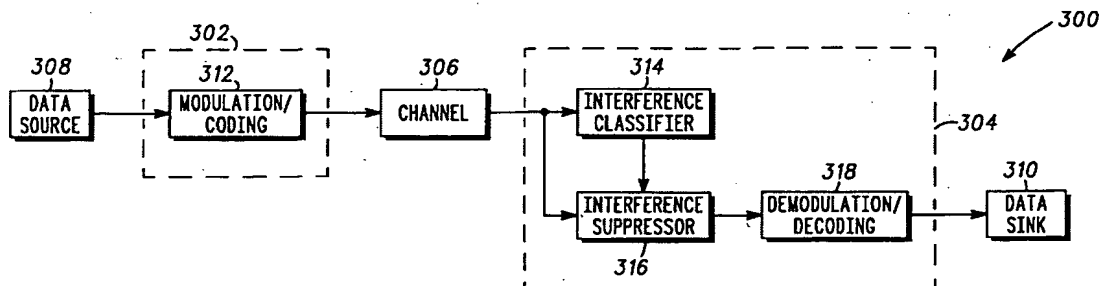 300
302
308
DATA
SOURCE
312
MODULATION/
CODING
306
CHANNEL
314
INTERFERENCE
CLASSIFIER
304
INTERFERENCE
SUPPRESSOR
316
318
DEMODULATION/
DECODING
310
DATA
SINK